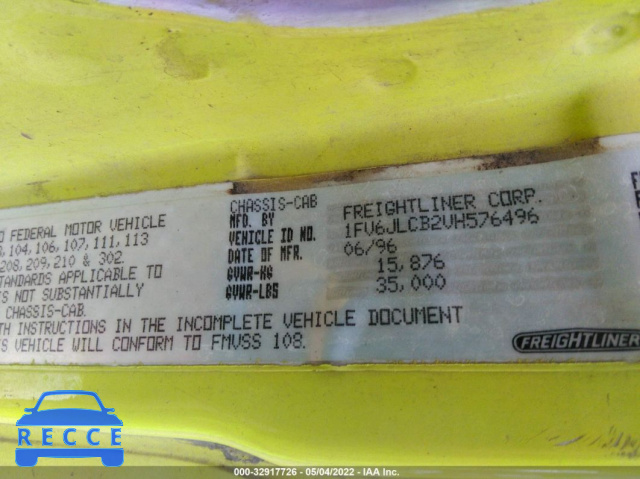 CHASSIS-CAB
MFD. BY FREIGHTLINER CORP.
VEHICLE ID NO. 1FV6JLCB2VH576496
DATE OF MFR. 06/96
GVWR-KG 15,876
GVWR-LBS 35,000
FEDERAL MOTOR VEHICLE
104, 106, 107, 111, 113
208, 209, 210 & 302.
STANDARDS APPLICABLE TO
NOT SUBSTANTIALLY
CHASSIS-CAB.
INSTRUCTIONS IN THE INCOMPLETE VEHICLE DOCUMENT
VEHICLE WILL CONFORM TO FMVSS 108.
FREIGHTLINER
RECCE
000-32917726 - 05/04/2022 - IAA Inc.